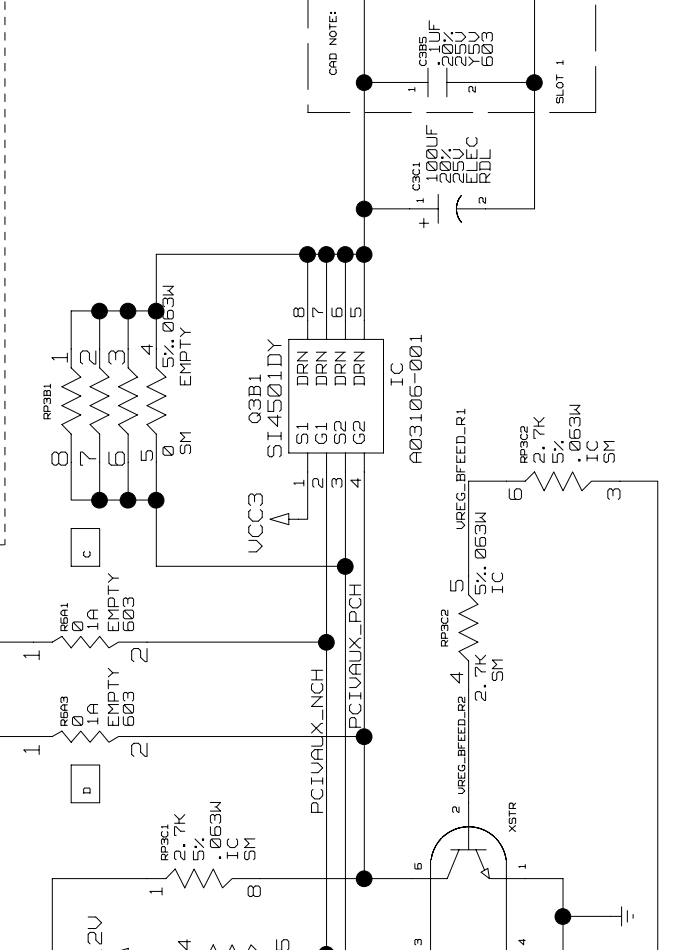 CAD NOTE:
C3B5
.1UF
20%
25V
Y5V
603
1
2
SLOT 1
C3C1
100UF
20%
25V
ELEC
RDL
1
2
+
8
7
6
5
DRN
DRN
DRN
DRN
S1
G1
S2
G2
Q3B1
SI4501DY
IC
A03106-001
1
2
3
4
VCC3
RP3B1
1
2
3
4
8
7
6
5
5%.063W
EMPTY
0
SM
C
R6A1
0
1A
EMPTY
603
1
2
R6A3
0
1A
EMPTY
603
1
2
D
PCIVAUX_NCH
PCIVAUX_PCH
VREG_BFEED_R1
RP3C2
2.7K
5%
.063W
IC
SM
6
3
RP3C2
5
4
5%.063W
IC
2.7K
SM
VREG_BFEED_R2
2
XSTR
6
1
3
4
RP3C1
2.7K
5%
.063W
IC
SM
1
8
2V
4
5